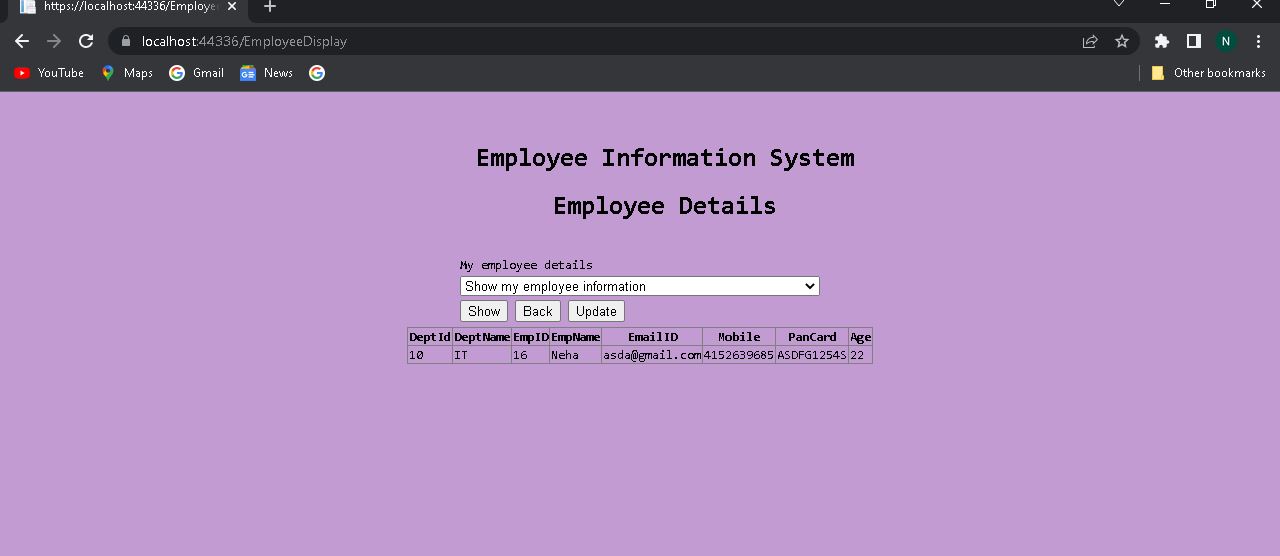 https://localhost:44336/Employee
localhost:44336/EmployeeDisplay
N
YouTube Maps Gmail News Other bookmarks
Employee Information System
Employee Details
My employee details
Show my employee information
Show Back Update
DeptId DeptName EmpID EmpName EmailID Mobile PanCard Age
10 IT 16 Neha asda@gmail.com 4152639685 ASDFG1254S 22